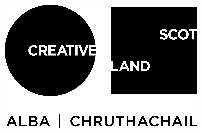 SCOT
CREATIVE
LAND
ALBA | CHRUTHACHAIL